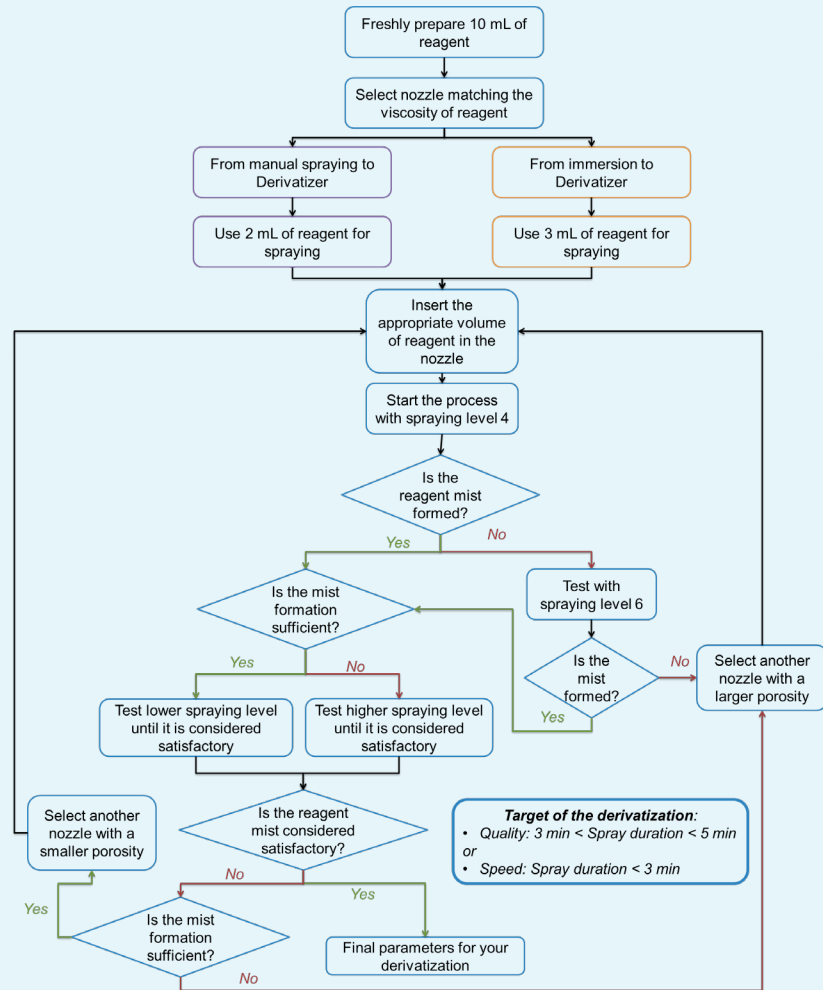 Freshly prepare 10 mL of
reagent
Select nozzle matching the
viscosity of reagent
From manual spraying to
Derivatizer
From immersion to
Derivatizer
Use 2 mL of reagent for
spraying
Use 3 mL of reagent for
spraying
Insert the
appropriate volume
of reagent in the
nozzle
Start the process
with spraying level 4
Is the
reagent mist
formed?
Yes
No
Is the mist
formation
sufficient?
Test with
spraying level 6
Is the
mist
formed?
No
Yes
Select another
nozzle with a
larger porosity
Yes
No
Test lower spraying level
until it is considered
satisfactory
Test higher spraying level
until it is considered
satisfactory
Is the reagent
mist considered
satisfactory?
Select another
nozzle with a
smaller porosity
Target of the derivatization:
• Quality: 3 min < Spray duration < 5 min
or
• Speed: Spray duration < 3 min
No
Yes
Yes
Is the mist
formation
sufficient?
Final parameters for your
derivatization
No